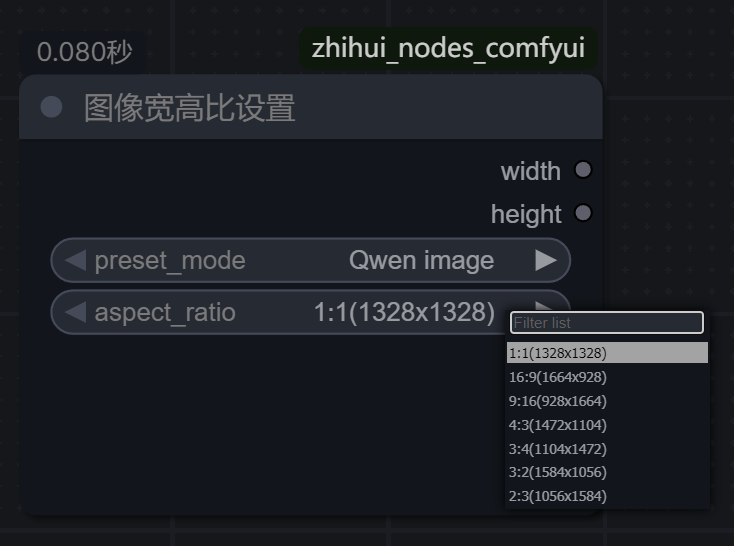 0.080秒
zhihui_nodes_comfyui
图像宽高比设置
width
height
preset_mode Qwen image
aspect_ratio 1:1(1328x1328)
Filter list
1:1(1328x1328)
16:9(1664x928)
9:16(928x1664)
4:3(1472x1104)
3:4(1104x1472)
3:2(1584x1056)
2:3(1056x1584)